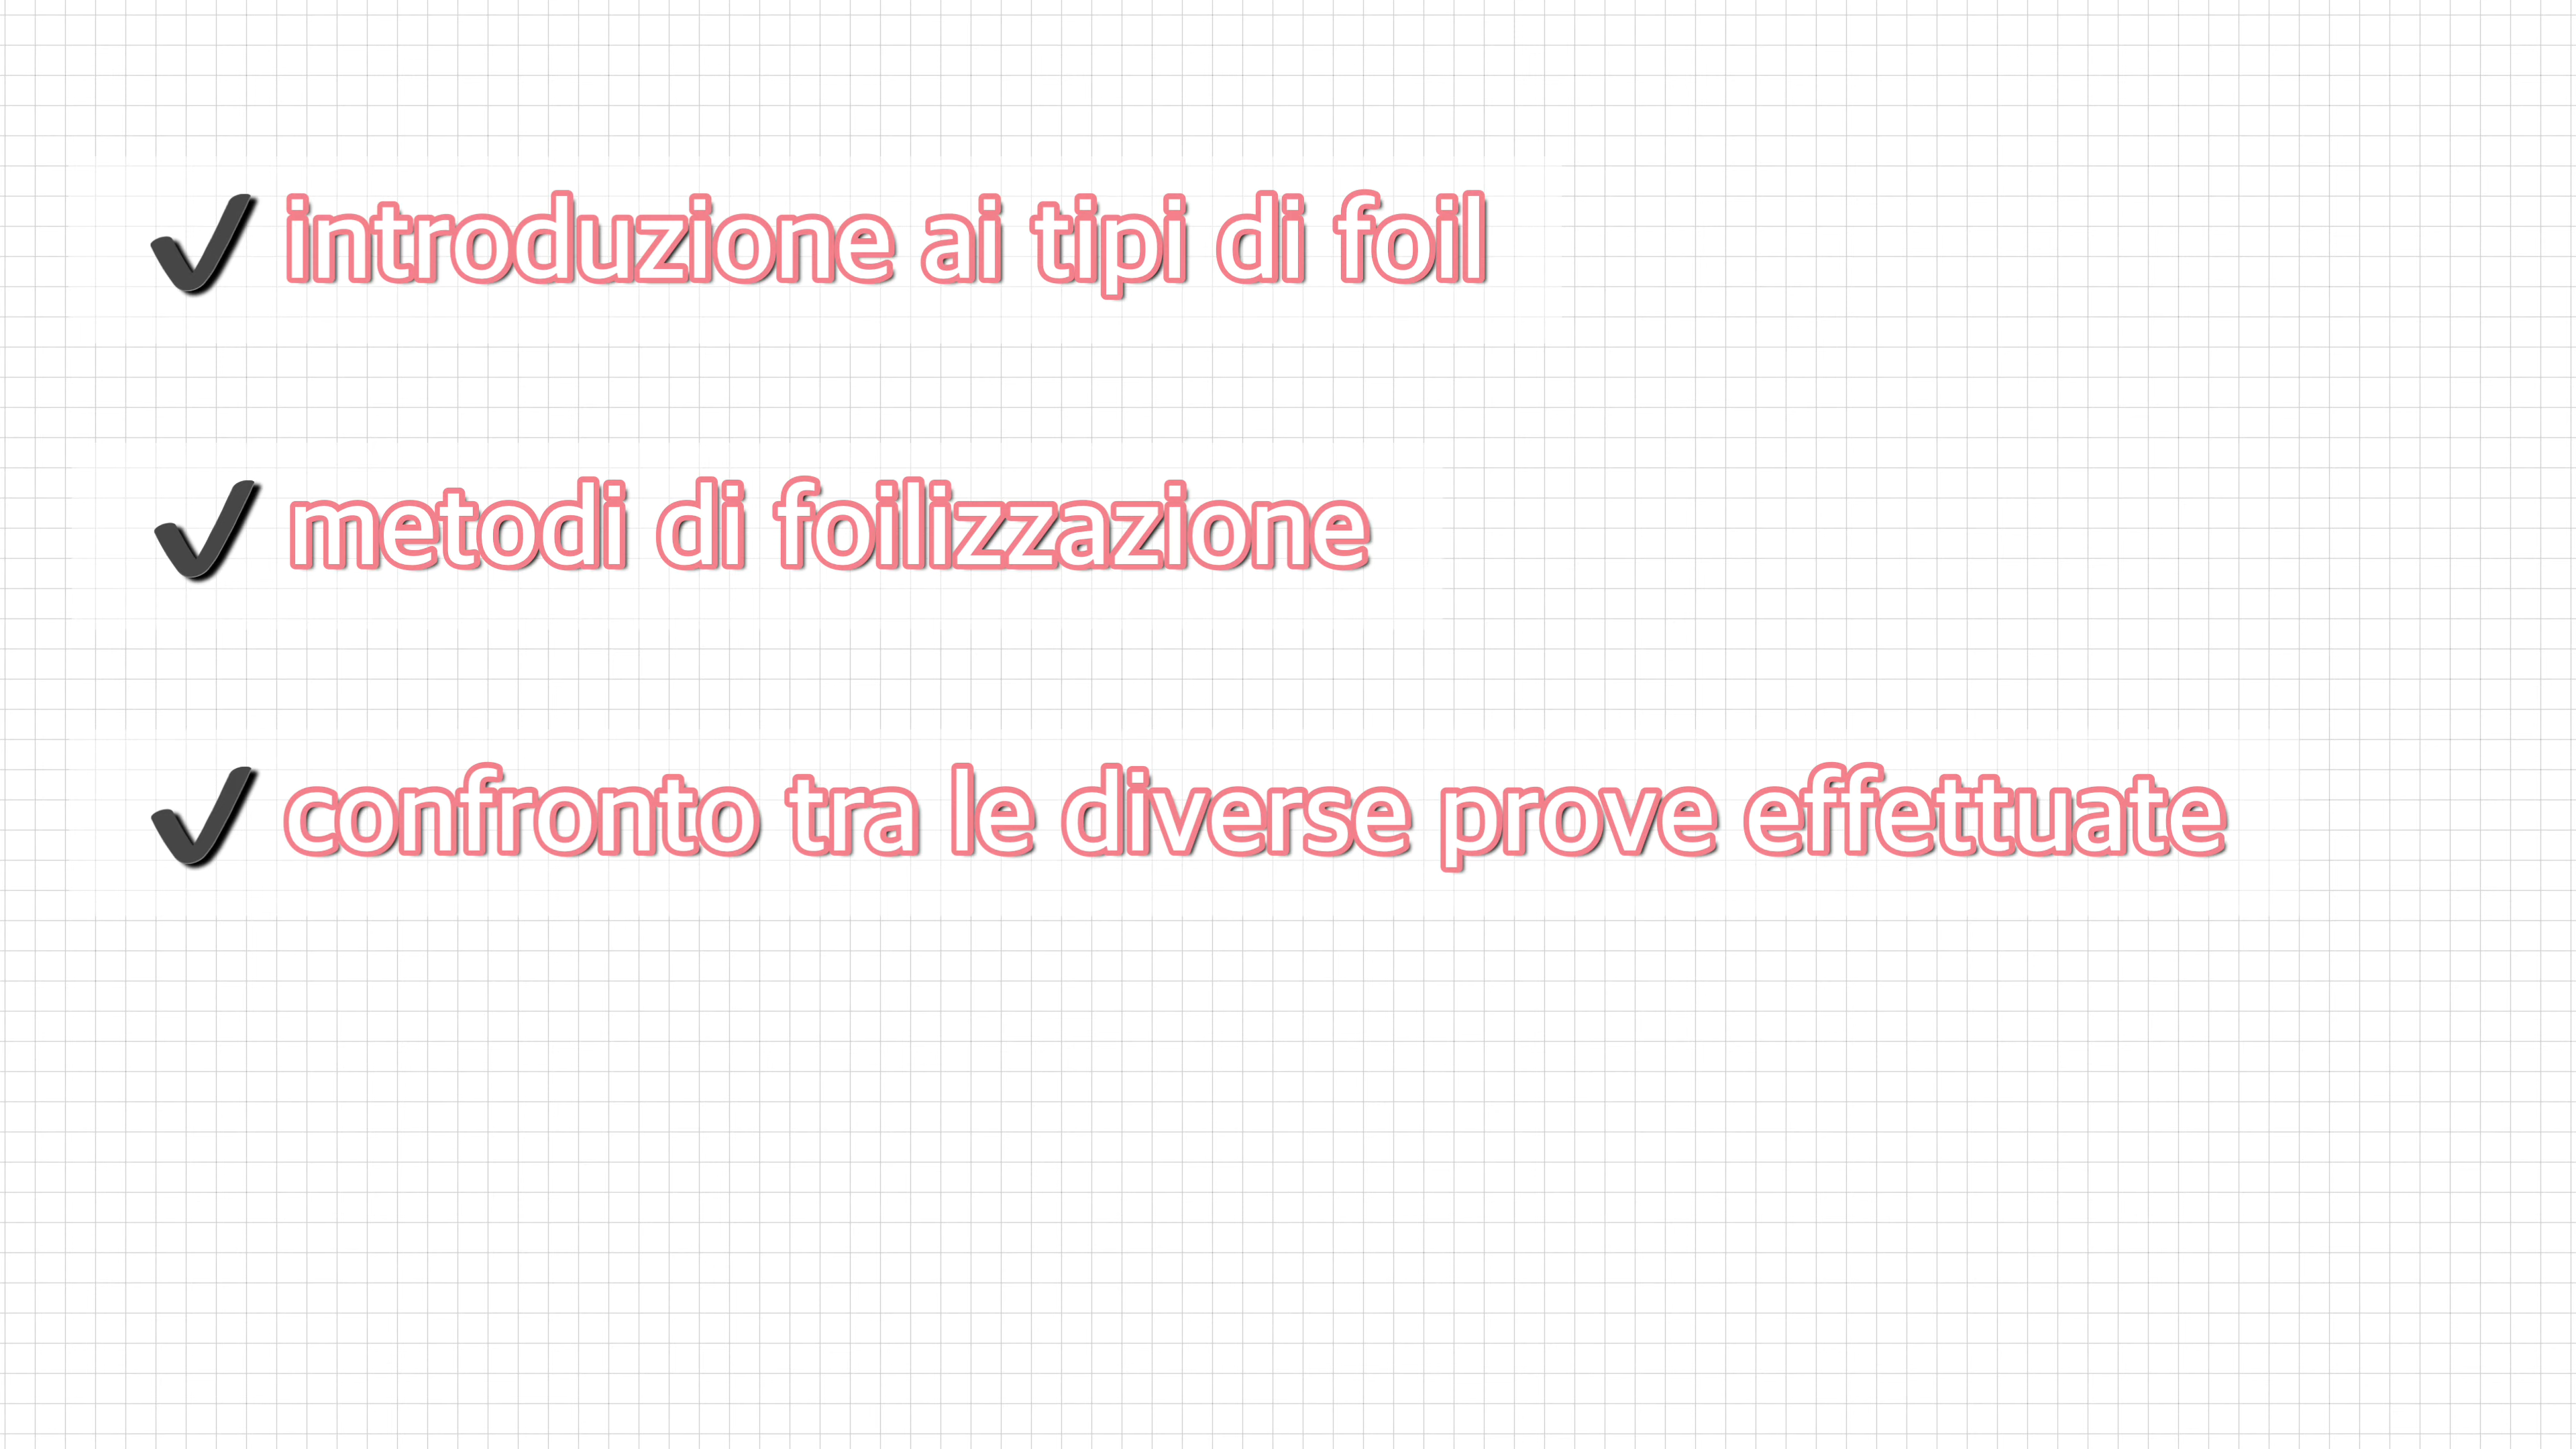 ✔ introduzione ai tipi di foil
✔ metodi di foilizzazione
✔ confronto tra le diverse prove effettuate